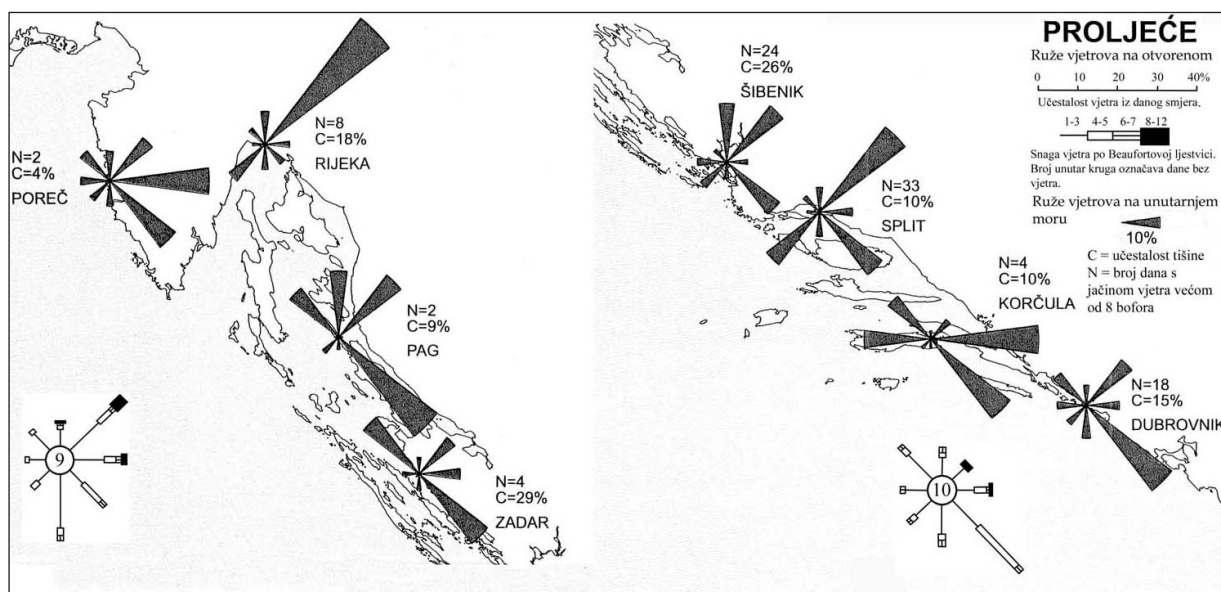 N=2
C=4%
POREČ
N=8
C=18%
RIJEKA
N=2
C=9%
PAG
N=4
C=29%
ZADAR
9
N=24
C=26%
ŠIBENIK
N=33
C=10%
SPLIT
N=4
C=10%
KORČULA
N=18
C=15%
DUBROVNIK
10
PROLJEĆE
Ruže vjetrova na otvorenom
0 10 20 30 40%
Učestalost vjetra iz danog smjera,
1-3 4-5 6-7 8-12
Snaga vjetra po Beaufortovoj ljestvici.
Broj unutar kruga označava dane bez
vjetra.
Ruže vjetrova na unutarnjem
moru
10%
C = učestalost tišine
N = broj dana s
jačinom vjetra većom
od 8 bofora